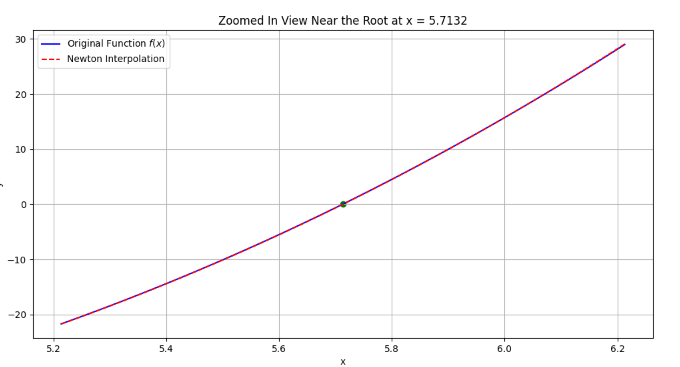 Zoomed In View Near the Root at x = 5.7132
Original Function f(x)
Newton Interpolation
30
20
10
0
−10
−20
5.2 5.4 5.6 5.8 6.0 6.2
x